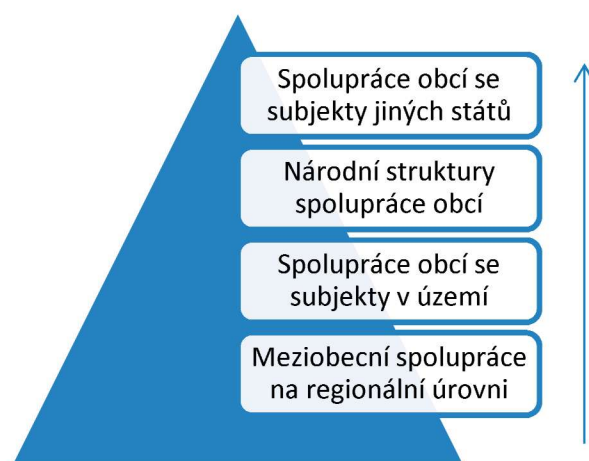 Spolupráce obcí se
subjekty jiných států
Národní struktury
spolupráce obcí
Spolupráce obcí se
subjekty v území
Meziobecní spolupráce
na regionální úrovni